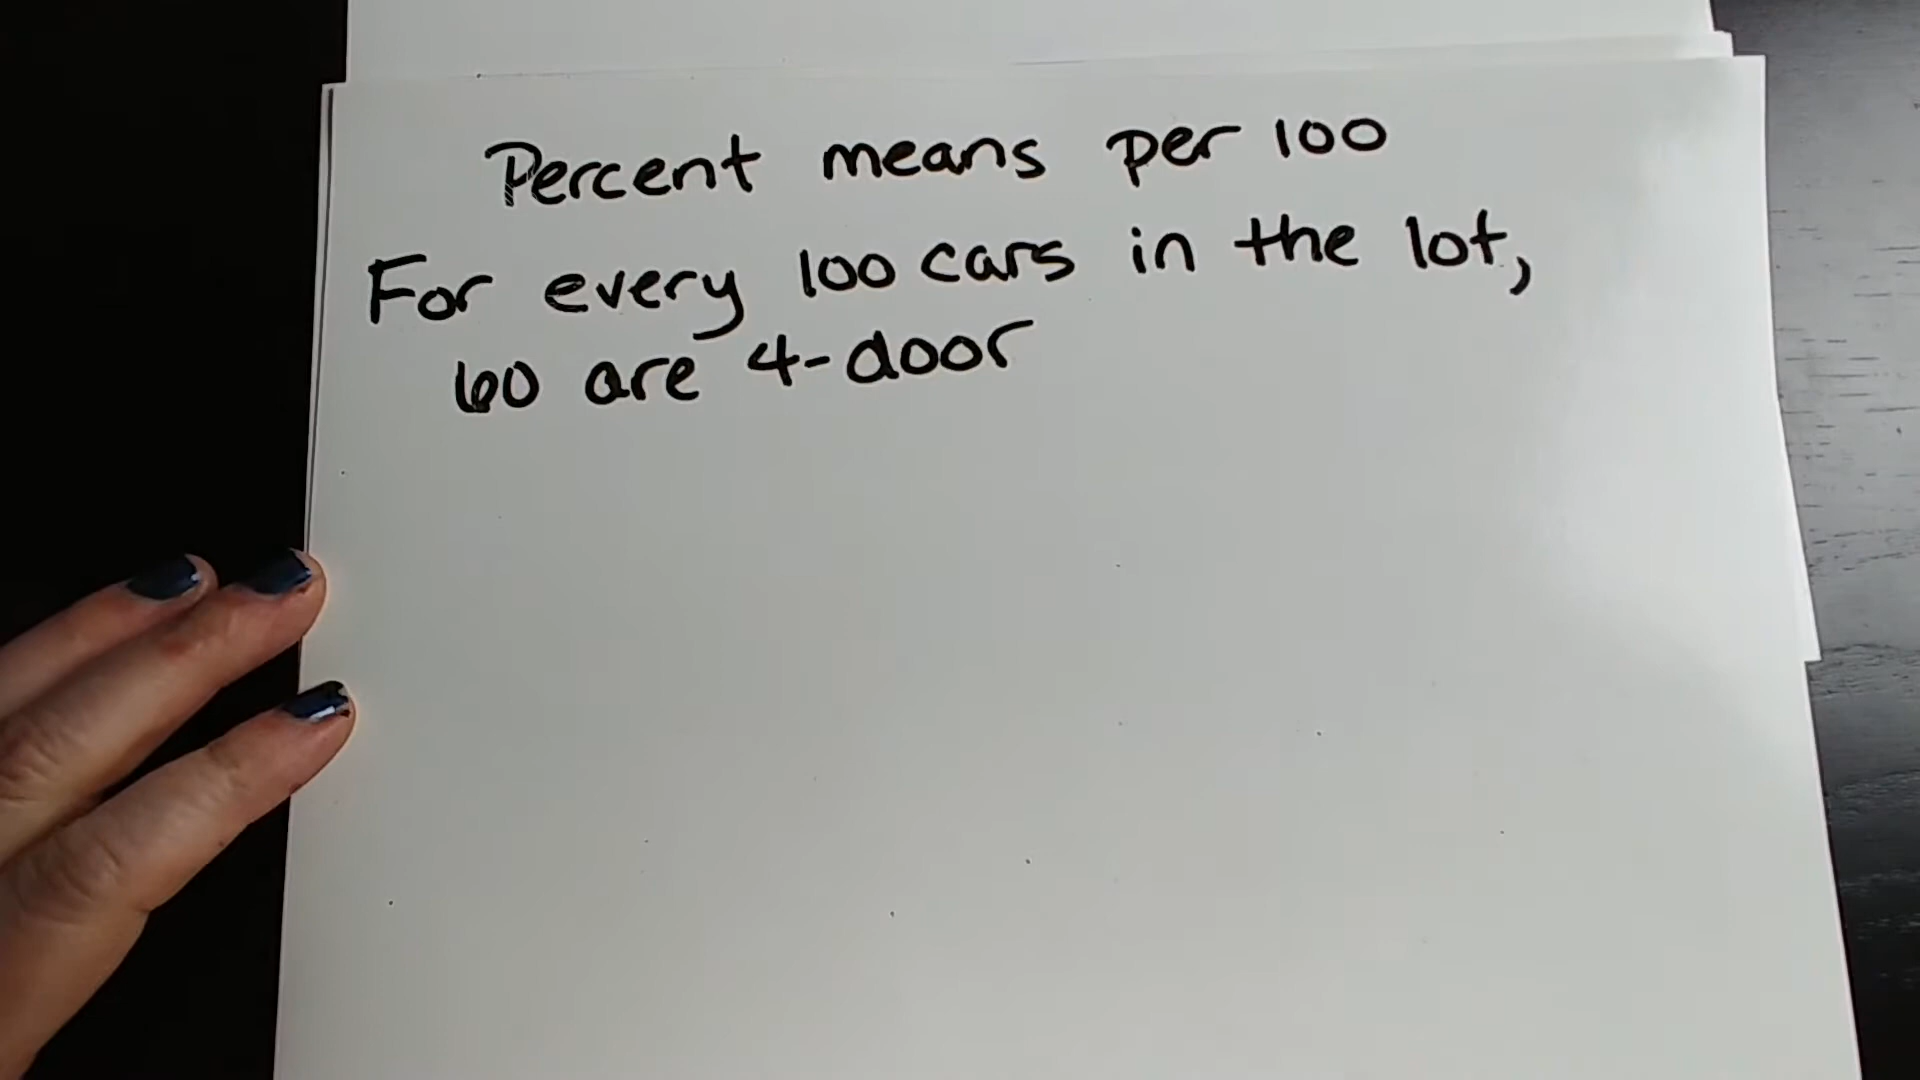 Percent means per 100
For every 100 cars in the lot,
60 are 4-door